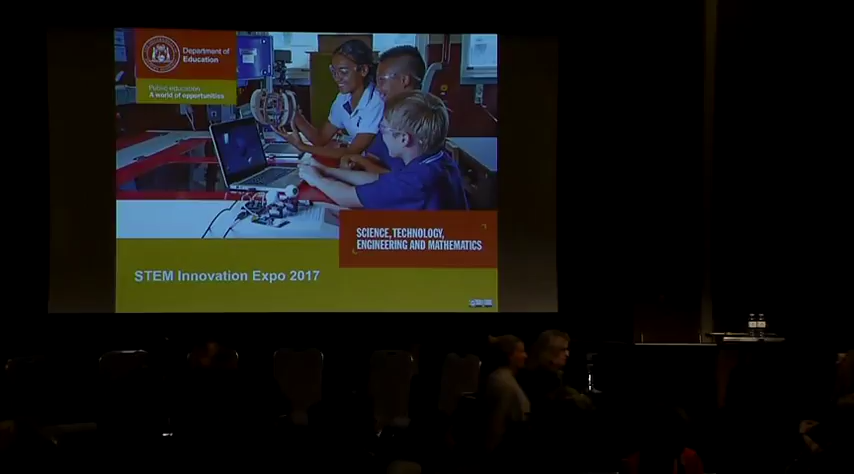 Department of
Education
Public education
A world of opportunities
SCIENCE, TECHNOLOGY,
ENGINEERING AND MATHEMATICS
STEM Innovation Expo 2017